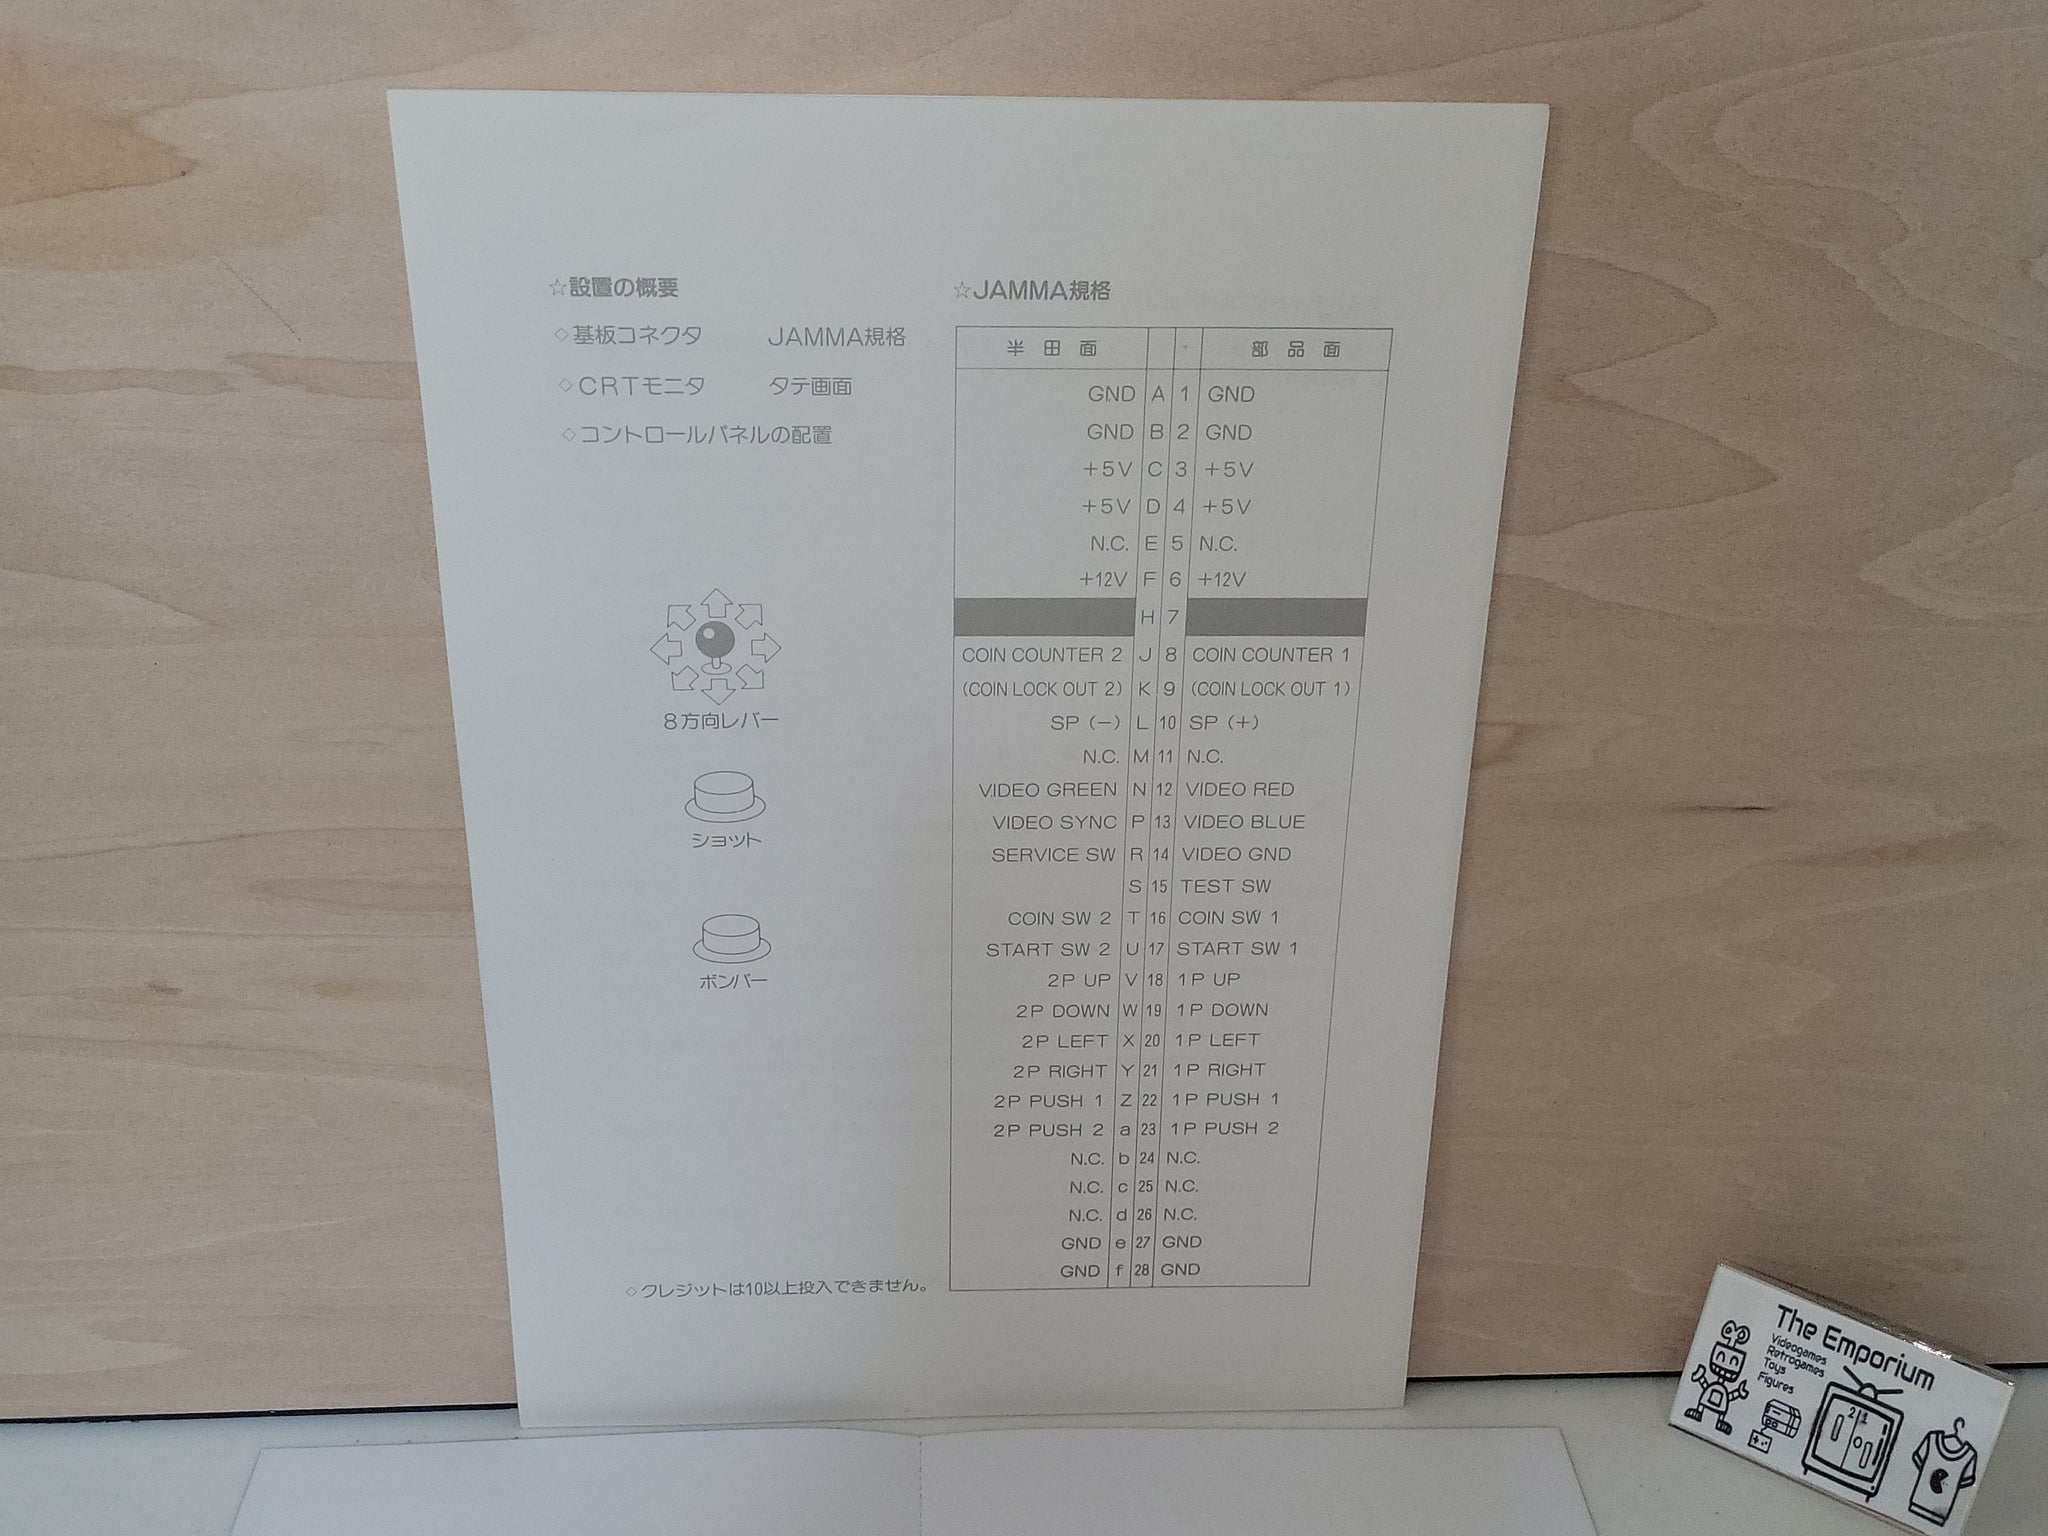 ☆設置の概要
◇基板コネクタ JAMMA規格
◇CRTモニタ タテ画面
◇コントロールパネルの配置
8方向レバー
ショット
ボンバー
◇クレジットは10以上投入できません。
☆JAMMA規格
半田面 部品面
GND A 1 GND
GND B 2 GND
+5V C 3 +5V
+5V D 4 +5V
N.C. E 5 N.C.
+12V F 6 +12V
H 7
COIN COUNTER 2 J 8 COIN COUNTER 1
(COIN LOCK OUT 2) K 9 (COIN LOCK OUT 1)
SP (−) L 10 SP (+)
N.C. M 11 N.C.
VIDEO GREEN N 12 VIDEO RED
VIDEO SYNC P 13 VIDEO BLUE
SERVICE SW R 14 VIDEO GND
S 15 TEST SW
COIN SW 2 T 16 COIN SW 1
START SW 2 U 17 START SW 1
2P UP V 18 1P UP
2P DOWN W 19 1P DOWN
2P LEFT X 20 1P LEFT
2P RIGHT Y 21 1P RIGHT
2P PUSH 1 Z 22 1P PUSH 1
2P PUSH 2 a 23 1P PUSH 2
N.C. b 24 N.C.
N.C. c 25 N.C.
N.C. d 26 N.C.
GND e 27 GND
GND f 28 GND
The Emporium
Videogames
Retrogames
Toys
Figures
2 1